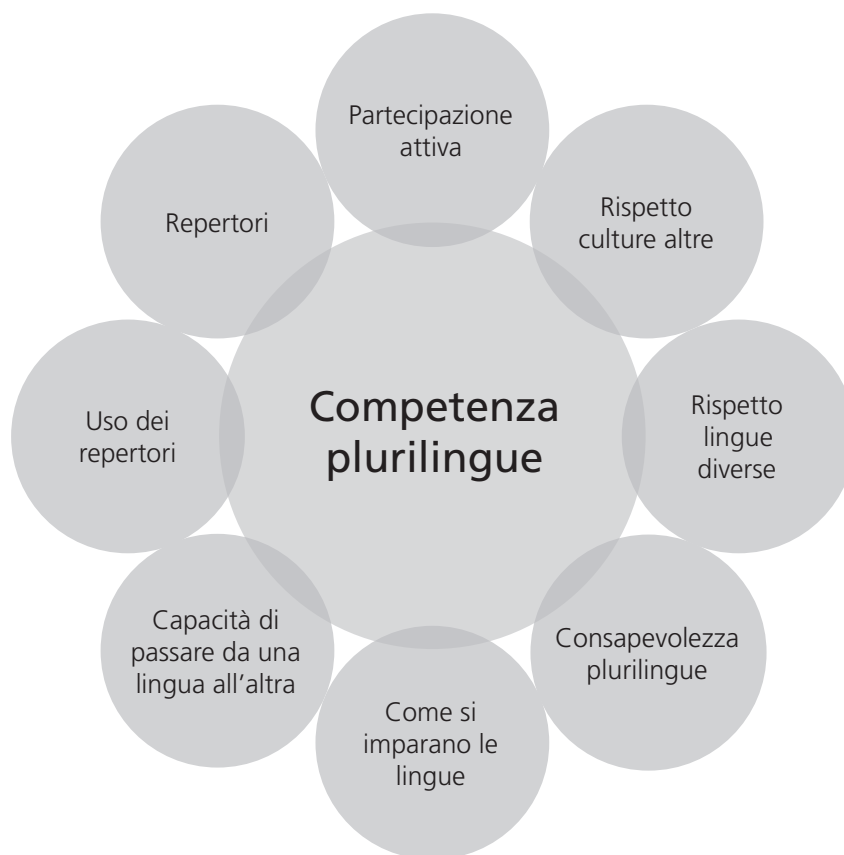 Partecipazione
attiva
Repertori
Rispetto
culture altre
Uso dei
repertori
Competenza
plurilingue
Rispetto
lingue
diverse
Capacità di
passare da una
lingua all'altra
Consapevolezza
plurilingue
Come si
imparano le
lingue